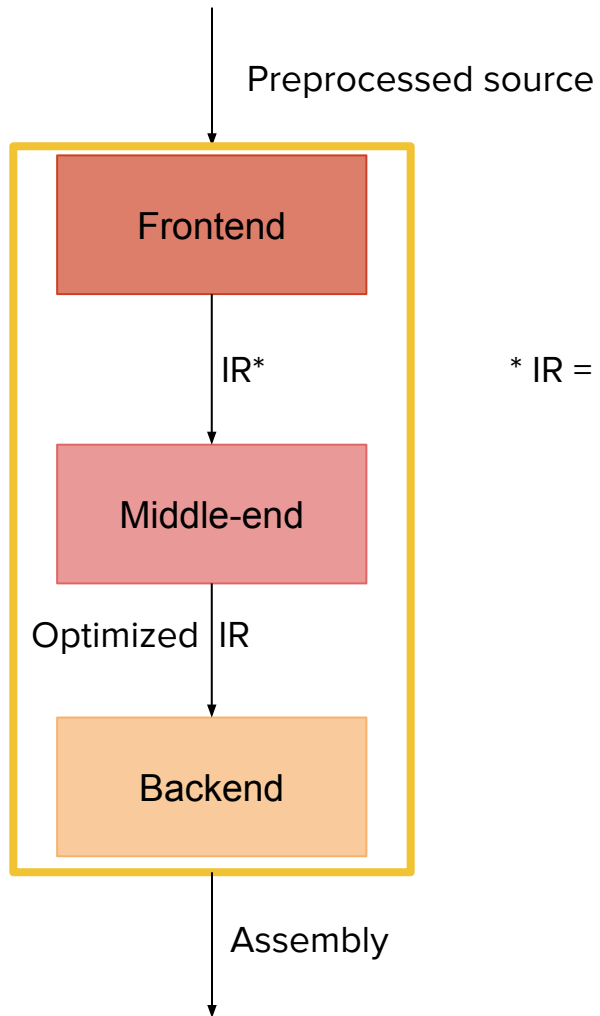 Preprocessed source
Frontend
IR*
* IR =
Middle-end
Optimized IR
Backend
Assembly